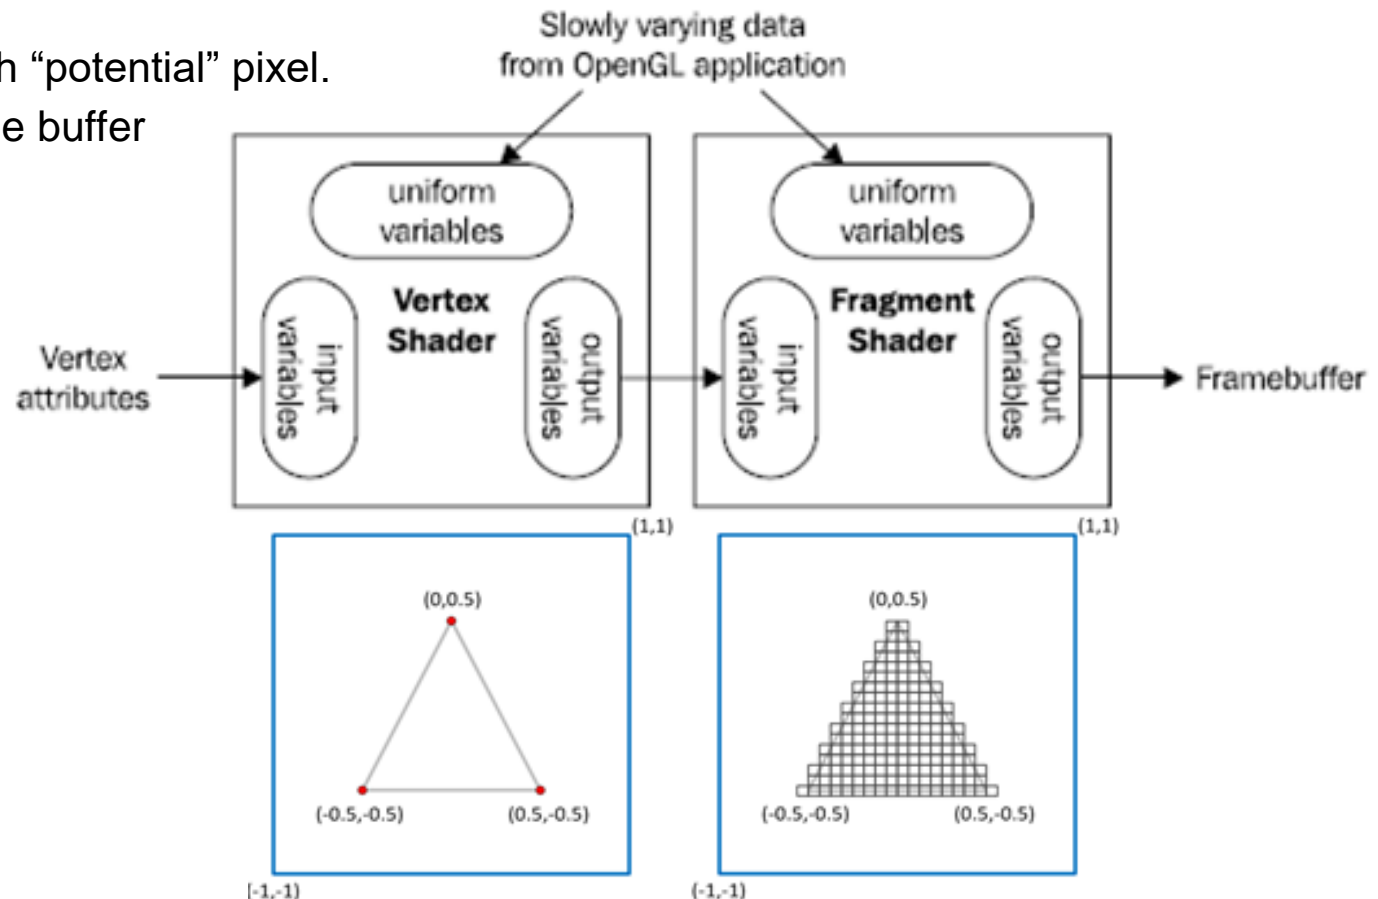 Slowly varying data
from OpenGL application
h “potential” pixel.
e buffer
uniform
variables
uniform
variables
Vertex
Shader
Fragment
Shader
input
variables
output
variables
input
variables
output
variables
Vertex
attributes
Framebuffer
(1,1)
(1,1)
(0,0.5)
(0,0.5)
(-0.5,-0.5)
(0.5,-0.5)
(-0.5,-0.5)
(0.5,-0.5)
(-1,-1)
(-1,-1)